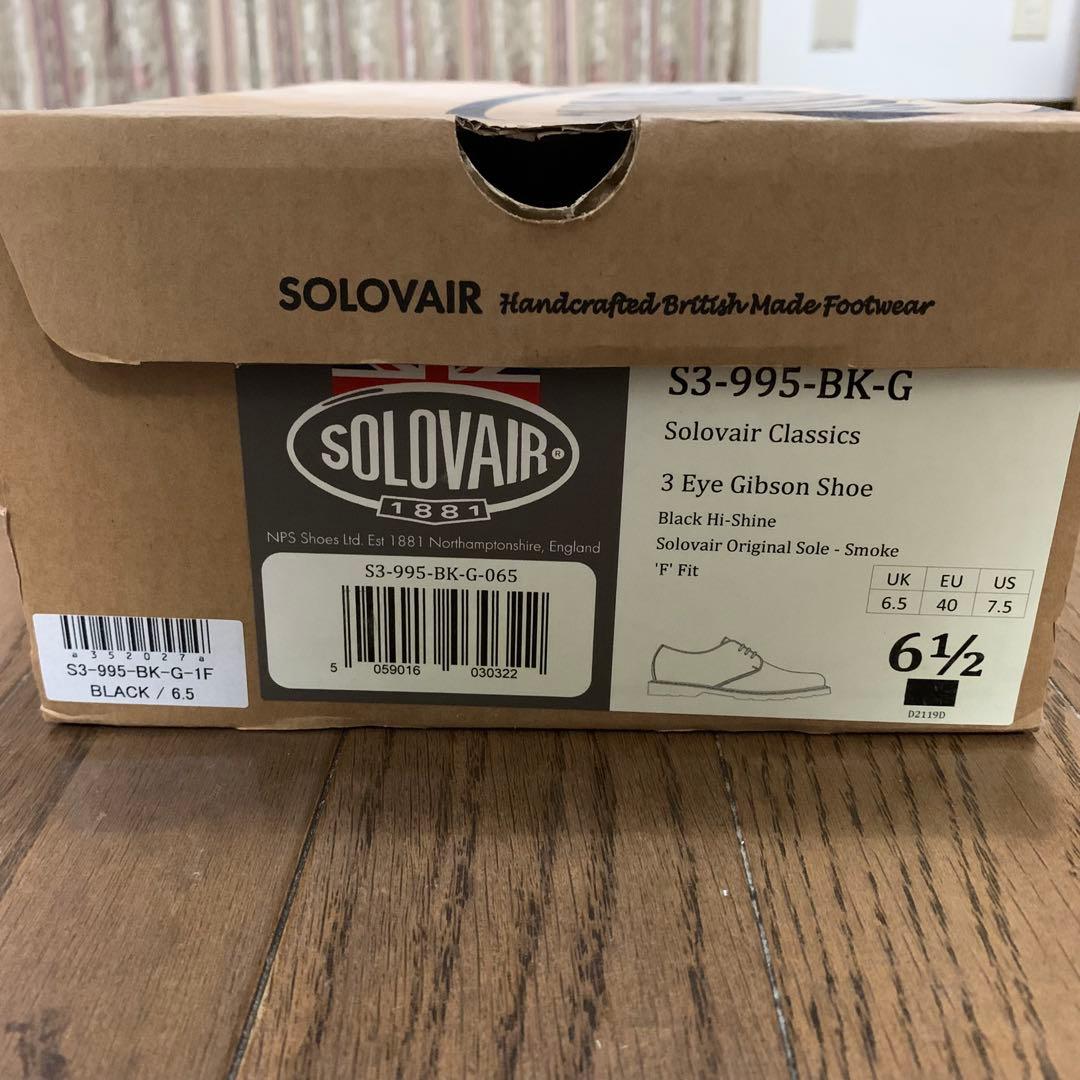 SOLOVAIR Handcrafted British Made Footwear
SOLOVAIR®
1881
NPS Shoes Ltd. Est 1881 Northamptonshire, England
S3-995-BK-G-065
5 059016 030322
S3-995-BK-G
Solovair Classics
3 Eye Gibson Shoe
Black Hi-Shine
Solovair Original Sole - Smoke
'F' Fit
UK EU US
6.5 40 7.5
6½
D2119D
a352027a
S3-995-BK-G-1F
BLACK / 6.5